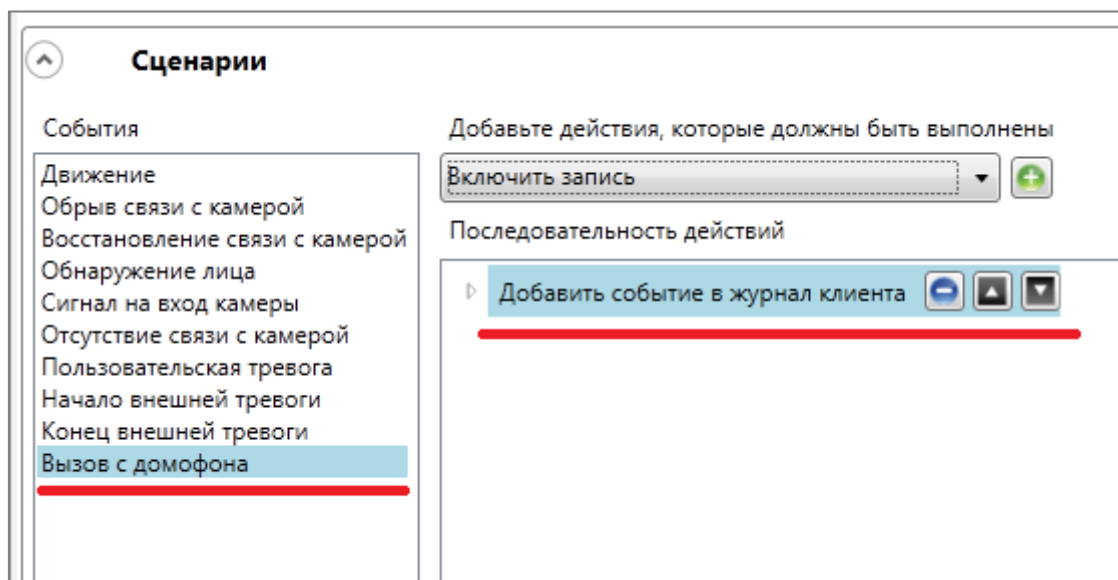 Сценарии
События
Движение
Обрыв связи с камерой
Восстановление связи с камерой
Обнаружение лица
Сигнал на вход камеры
Отсутствие связи с камерой
Пользовательская тревога
Начало внешней тревоги
Конец внешней тревоги
Вызов с домофона
Добавьте действия, которые должны быть выполнены
Включить запись
Последовательность действий
Добавить событие в журнал клиента